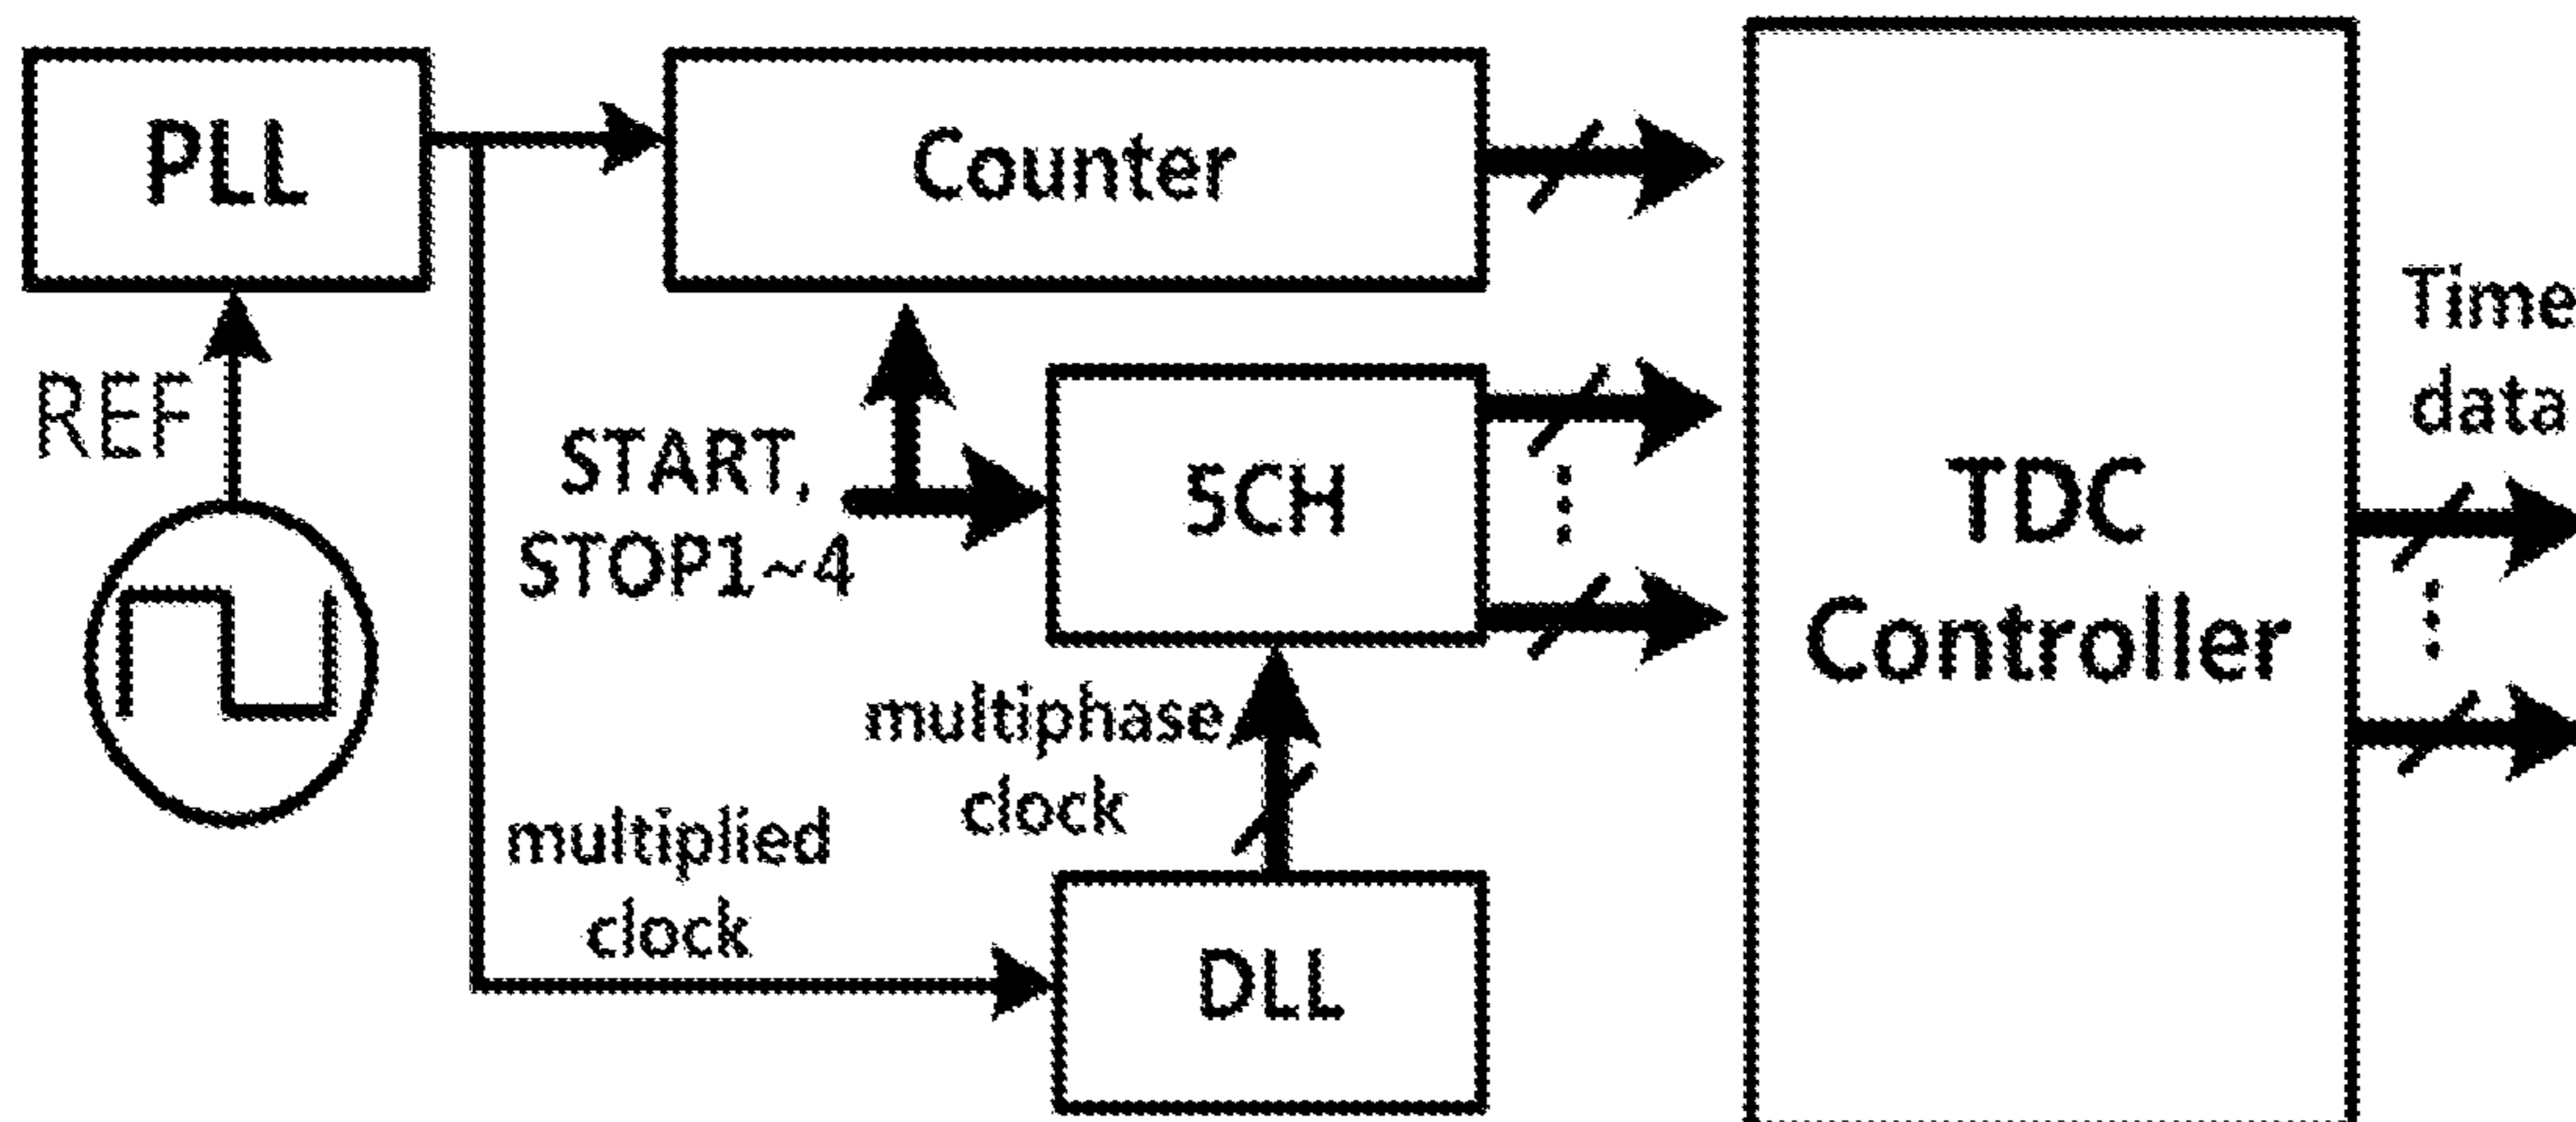 PLL
Counter
REF
START,
STOP1~4
5CH
multiphase
clock
multiplied
clock
DLL
TDC
Controller
Time
data